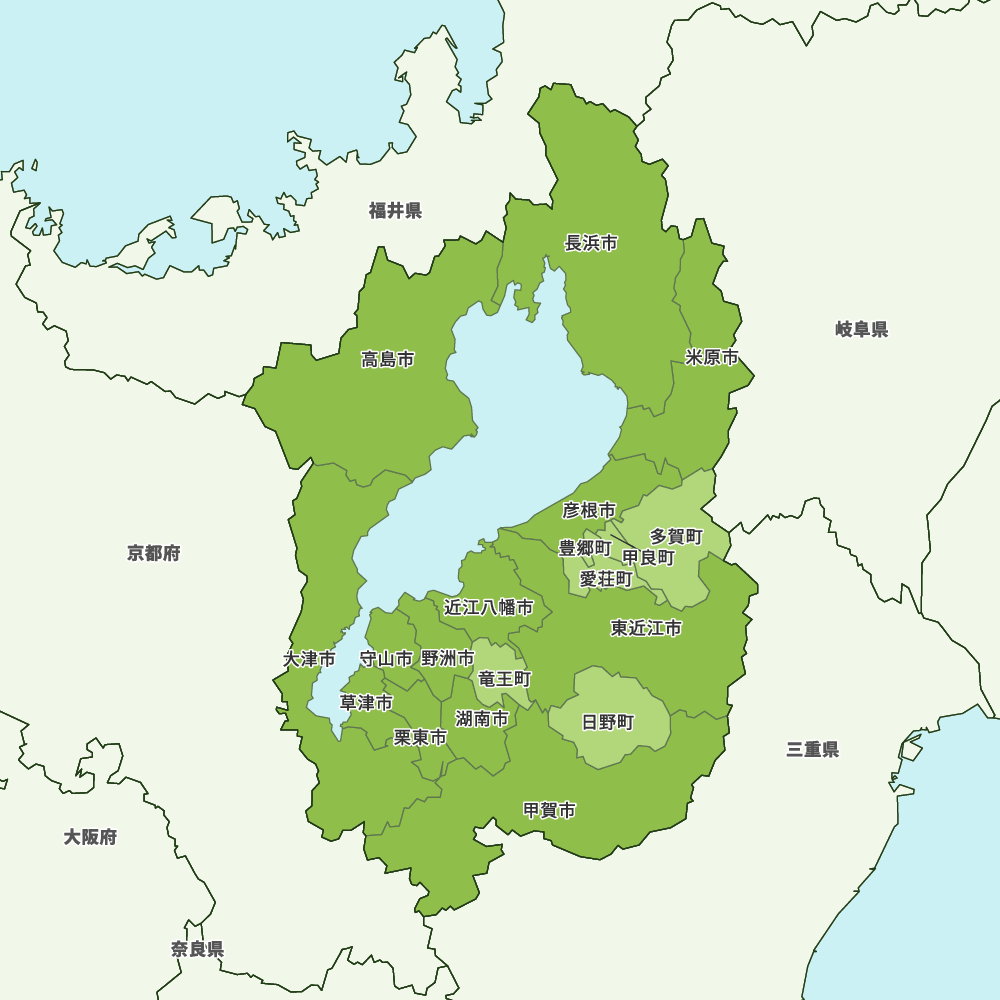 福井県
長浜市
岐阜県
米原市
高島市
彦根市
多賀町
豊郷町
甲良町
京都府
愛荘町
近江八幡市
東近江市
大津市
守山市
野洲市
竜王町
草津市
湖南市
日野町
栗東市
三重県
甲賀市
大阪府
奈良県